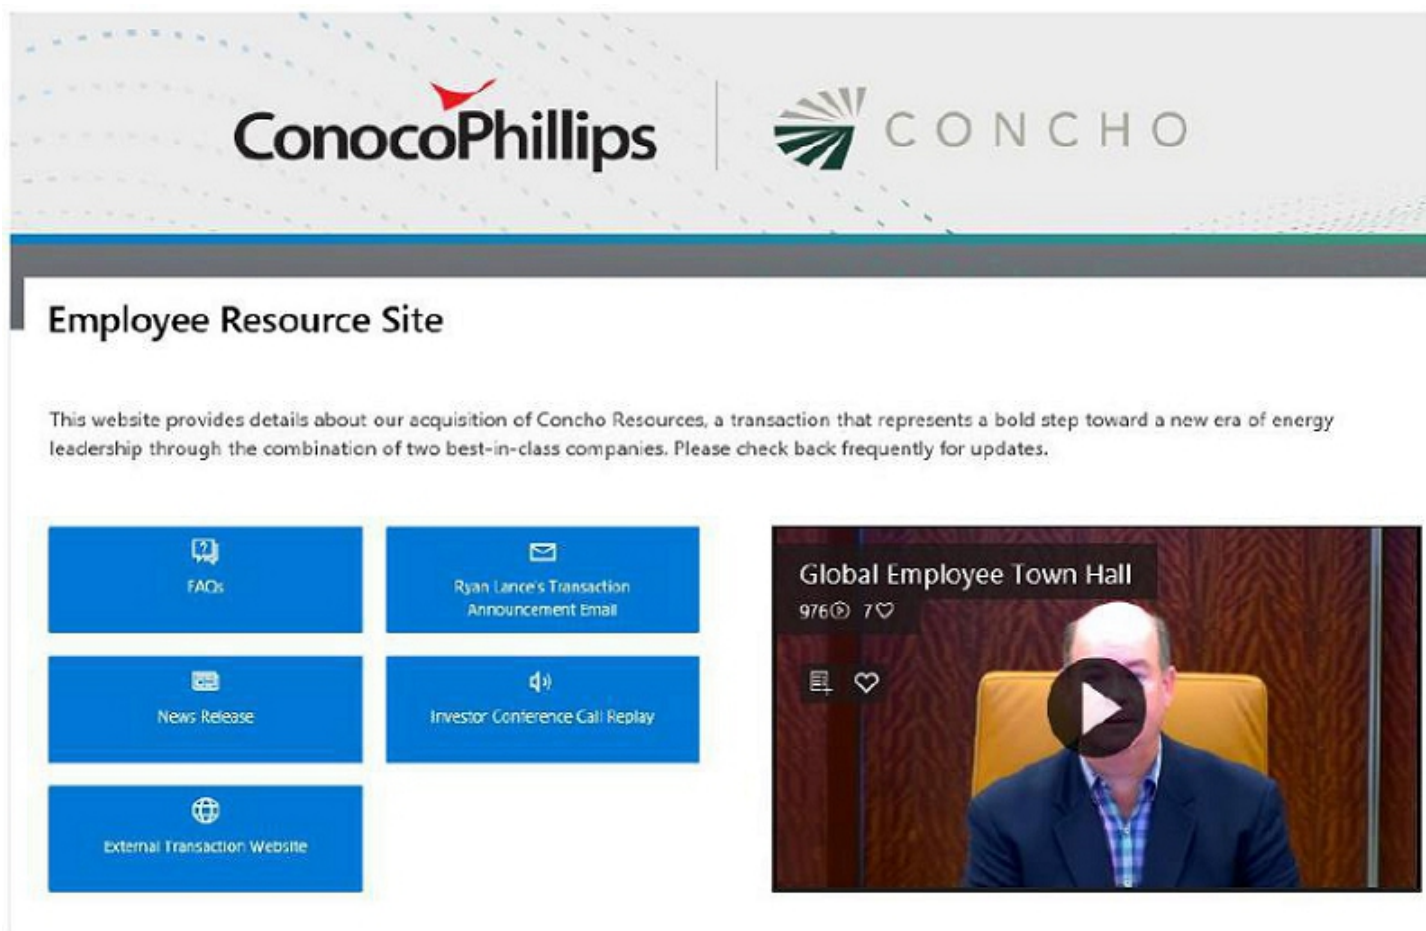 ConocoPhillips
CONCHO
Employee Resource Site
This website provides details about our acquisition of Concho Resources, a transaction that represents a bold step toward a new era of energy
leadership through the combination of two best-in-class companies. Please check back frequently for updates.
FAQs
Ryan Lance's Transaction
Announcement Email
News Release
Investor Conference Call Replay
External Transaction Website
Global Employee Town Hall
976 7